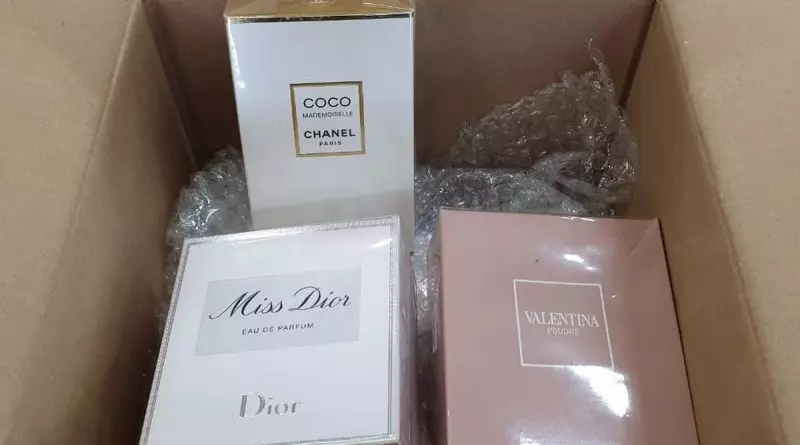 COCO
MADEMOISELLE
CHANEL
PARIS
Miss Dior
EAU DE PARFUM
Dior
VALENTINA
POUDRE